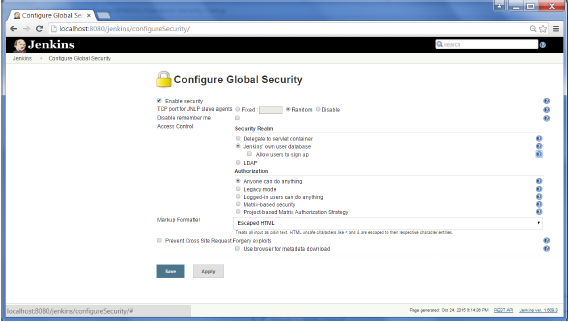 Configure Global Sec
localhost:8080/jenkins/configureSecurity/
Jenkins
search
Jenkins
Configure Global Security
Configure Global Security
Enable security
TCP port for JNLP slave agents Fixed : Random Disable
Disable remember me
Access Control
Security Realm
Delegate to servlet container
Jenkins' own user database
Allow users to sign up
LDAP
Authorization
Anyone can do anything
Legacy mode
Logged-in users can do anything
Matrix-based security
Project-based Matrix Authorization Strategy
Markup Formatter
Escaped HTML
Treats all input as plain text. HTML unsafe characters like < and & are escaped to their respective character entities.
Prevent Cross Site Request Forgery exploits
Use browser for metadata download
Save Apply
localhost:8080/jenkins/configureSecurity/#
Page generated: Oct 24, 2015 REST API Jenkins ver. 1.609.3